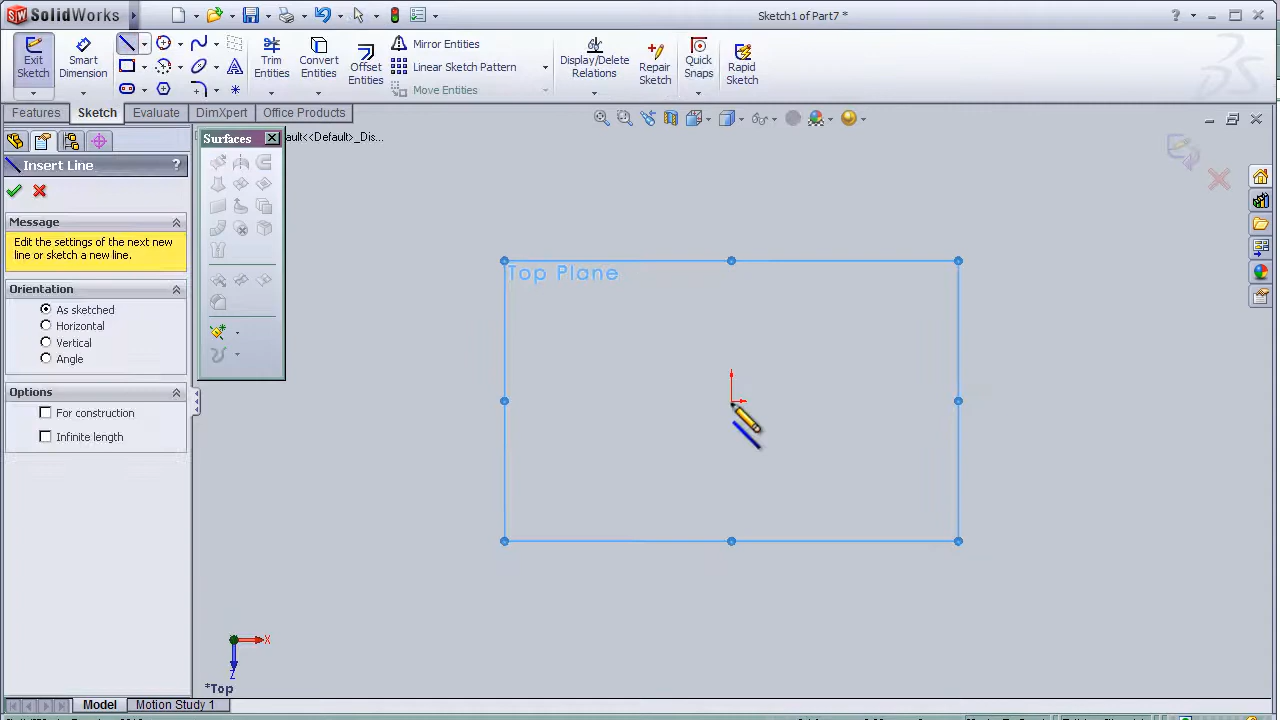 SolidWorks
Sketch1 of Part7 *
Exit Sketch
Smart Dimension
Trim Entities
Convert Entities
Offset Entities
Mirror Entities
Linear Sketch Pattern
Move Entities
Display/Delete Relations
Repair Sketch
Quick Snaps
Rapid Sketch
Features
Sketch
Evaluate
DimXpert
Office Products
Surfaces
ault<<Default>_Dis...
Insert Line
?
Message
Edit the settings of the next new
line or sketch a new line.
Orientation
As sketched
Horizontal
Vertical
Angle
Options
For construction
Infinite length
Top Plane
X
Z
*Top
Model
Motion Study 1